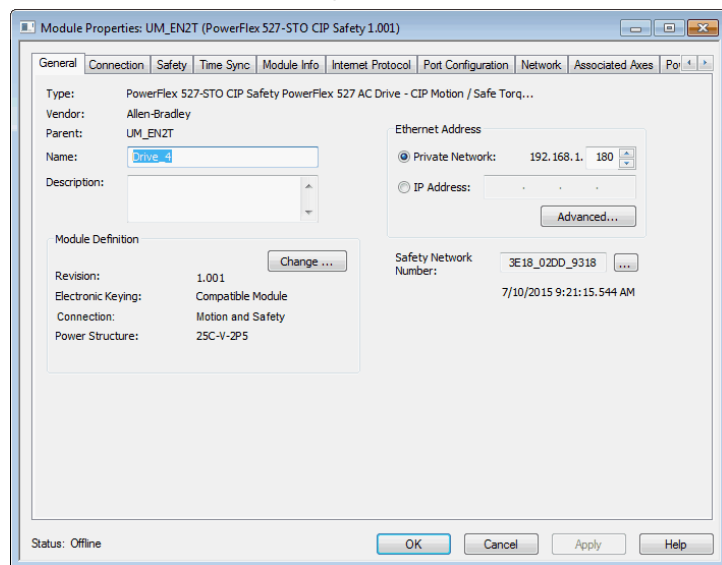 Module Properties: UM_EN2T (PowerFlex 527-STO CIP Safety 1.001)
General Connection Safety Time Sync Module Info Internet Protocol Port Configuration Network Associated Axes
Type: PowerFlex 527-STO CIP Safety PowerFlex 527 AC Drive - CIP Motion / Safe Torq...
Vendor: Allen-Bradley
Parent: UM_EN2T
Name: Drive_4
Description:
Ethernet Address
Private Network: 192.168.1. 180
IP Address: . . .
Advanced...
Module Definition
Change ...
Revision: 1.001
Electronic Keying: Compatible Module
Connection: Motion and Safety
Power Structure: 25C-V-2P5
Safety Network
Number: 3E18_02DD_9318 ...
7/10/2015 9:21:15.544 AM
Status: Offline
OK Cancel Apply Help